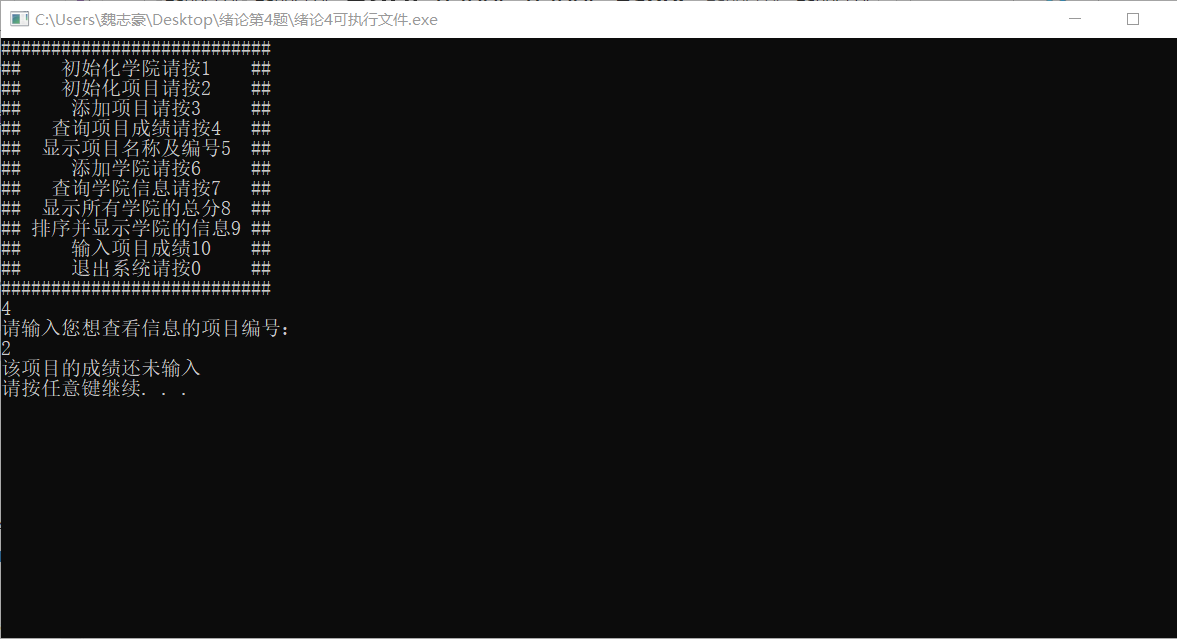 C:\Users\魏志豪\Desktop\绪论第4题\绪论4可执行文件.exe
###########################
##    初始化学院请按1    ##
##    初始化项目请按2    ##
##     添加项目请按3     ##
##   查询项目成绩请按4   ##
##  显示项目名称及编号5  ##
##     添加学院请按6     ##
##   查询学院信息请按7   ##
##  显示所有学院的总分8  ##
## 排序并显示学院的信息9 ##
##     输入项目成绩10    ##
##     退出系统请按0     ##
###########################
4
请输入您想查看信息的项目编号：
2
该项目的成绩还未输入
请按任意键继续. . .